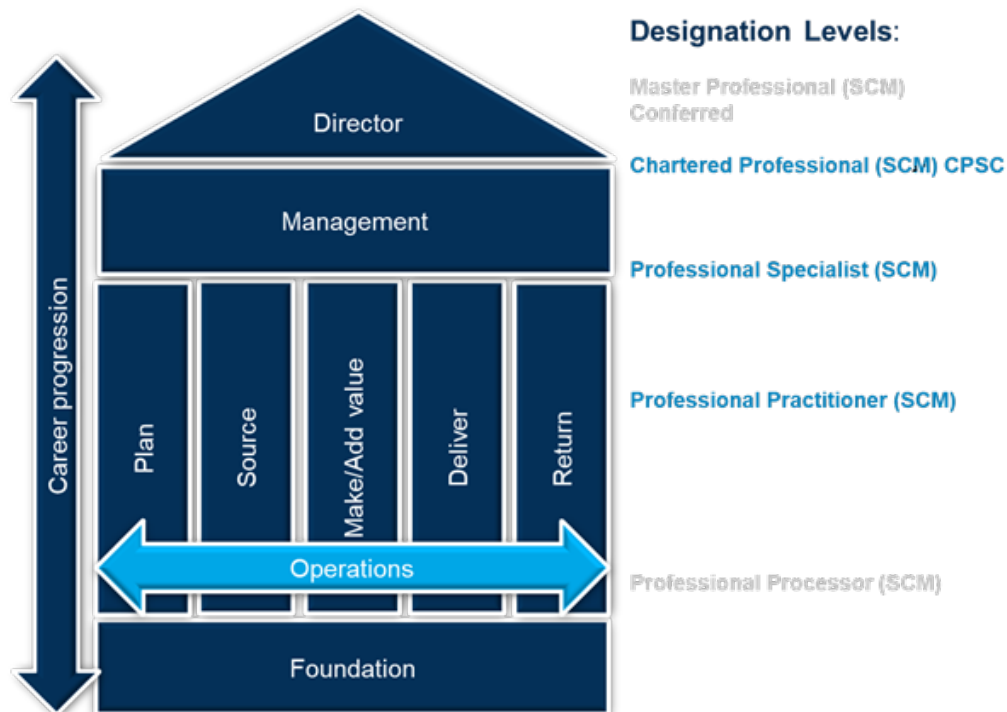 Designation Levels:
Master Professional (SCM)
Conferred
Director
Chartered Professional (SCM) CPSC
Management
Professional Specialist (SCM)
Career progression
Plan
Source
Make/Add value
Deliver
Return
Professional Practitioner (SCM)
Operations
Professional Processor (SCM)
Foundation